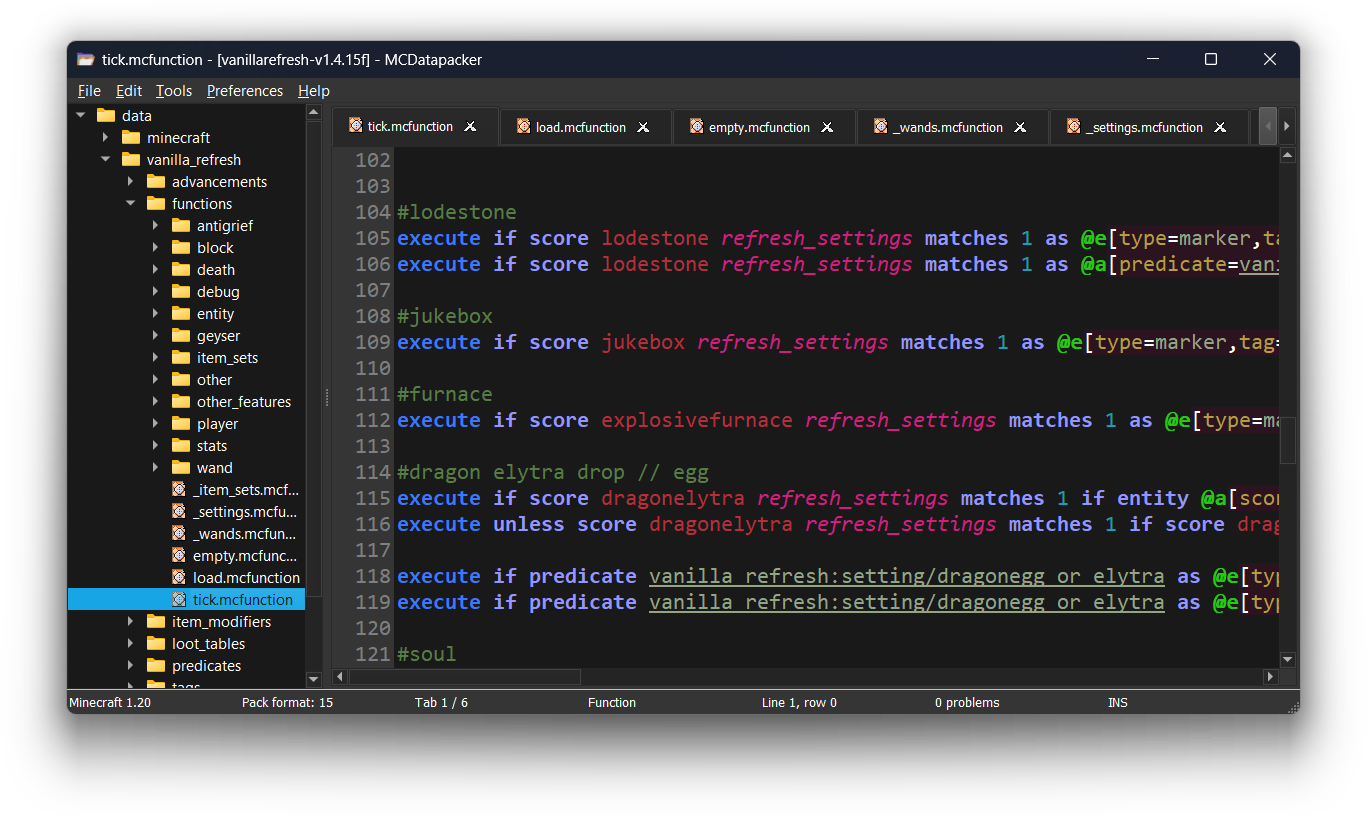 tick.mcfunction - [vanillarefresh-v1.4.15f] - MCDatapacker
File Edit Tools Preferences Help
data
minecraft
vanilla_refresh
advancements
functions
antigrief
block
death
debug
entity
geyser
item_sets
other
other_features
player
stats
wand
_item_sets.mcf...
_settings.mcfu...
_wands.mcfun...
empty.mcfunc...
load.mcfunction
tick.mcfunction
item_modifiers
loot_tables
predicates
tags
tick.mcfunction load.mcfunction empty.mcfunction _wands.mcfunction _settings.mcfunction
102
103
104 #lodestone
105 execute if score lodestone refresh_settings matches 1 as @e[type=marker,ta
106 execute if score lodestone refresh_settings matches 1 as @a[predicate=vani
107
108 #jukebox
109 execute if score jukebox refresh_settings matches 1 as @e[type=marker,tag=
110
111 #furnace
112 execute if score explosivefurnace refresh_settings matches 1 as @e[type=ma
113
114 #dragon elytra drop // egg
115 execute if score dragonelytra refresh_settings matches 1 if entity @a[scor
116 execute unless score dragonelytra refresh_settings matches 1 if score drag
117
118 execute if predicate vanilla_refresh:setting/dragonegg_or_elytra as @e[typ
119 execute if predicate vanilla_refresh:setting/dragonegg_or_elytra as @e[typ
120
121 #soul
Minecraft 1.20 Pack format: 15 Tab 1 / 6 Function Line 1, row 0 0 problems INS